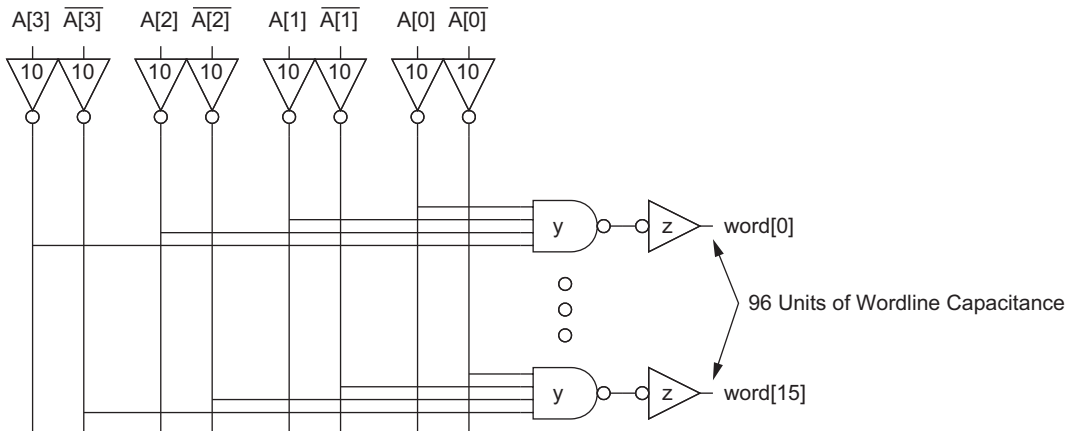 A[3] A̅[̅3̅]̅ A[2] A̅[̅2̅]̅ A[1] A̅[̅1̅]̅ A[0] A̅[̅0̅]̅
10 10 10 10 10 10 10 10
y z word[0]
96 Units of Wordline Capacitance
y z word[15]